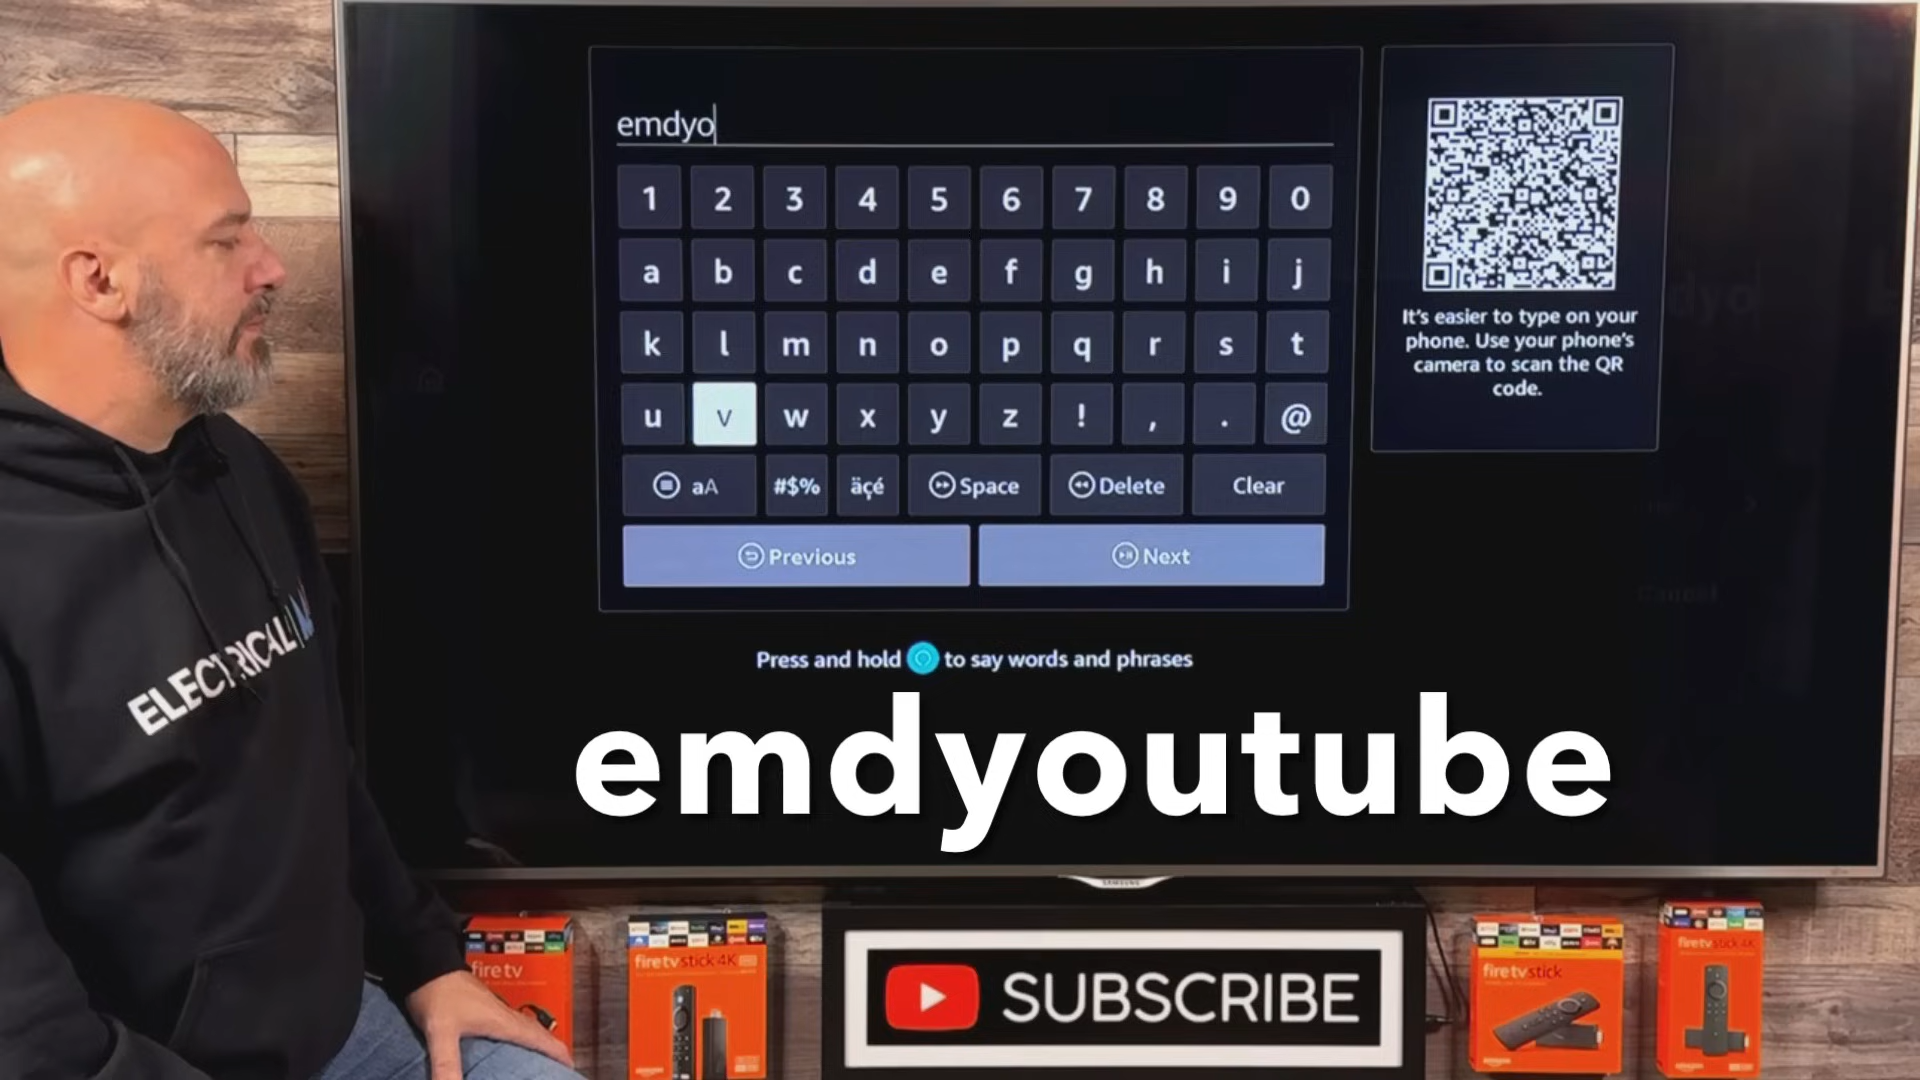 emdyo
1 2 3 4 5 6 7 8 9 0
a b c d e f g h i j
k l m n o p q r s t
u v w x y z ! , . @
aA #$% äçé Space Delete Clear
Previous Next
It's easier to type on your
phone. Use your phone's
camera to scan the QR
code.
Press and hold to say words and phrases
emdyoutube
ELECTRICAL
SAMSUNG
SUBSCRIBE
fire tv
fire tv stick 4K
fire tv stick
fire tv stick 4K
amazon